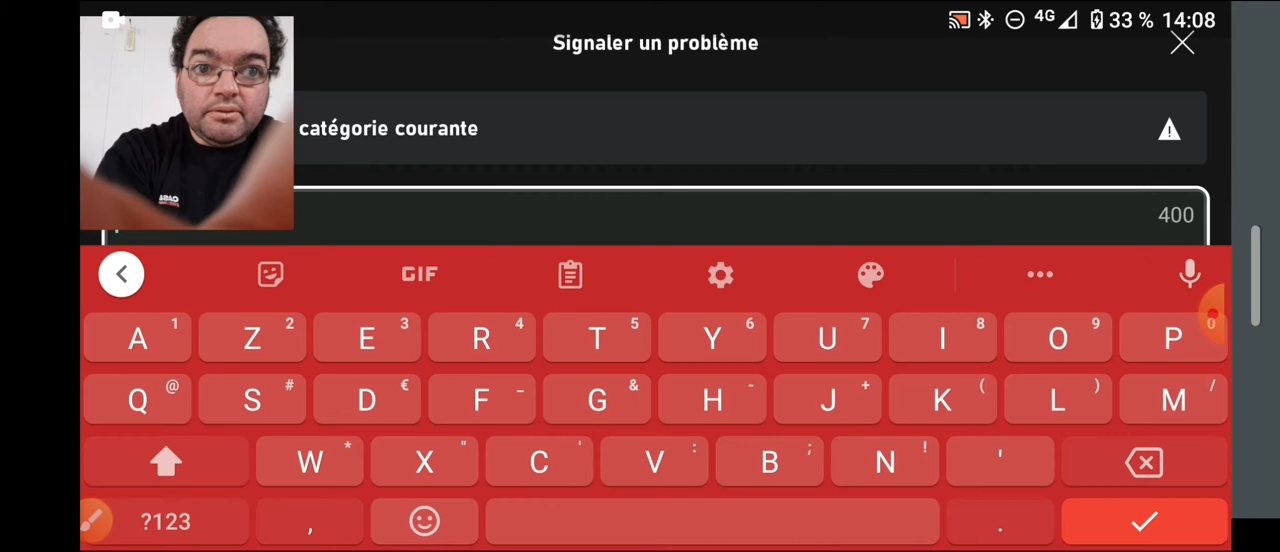 4G 33 % 14:08
Signaler un problème
catégorie courante
400
GIF
A 1 Z 2 E 3 R 4 T 5 Y 6 U 7 I 8 O 9 P 0
Q @ S # D € F _ G & H - J + K ( L ) M /
W * X " C ' V : B ; N ! '
?123 , .